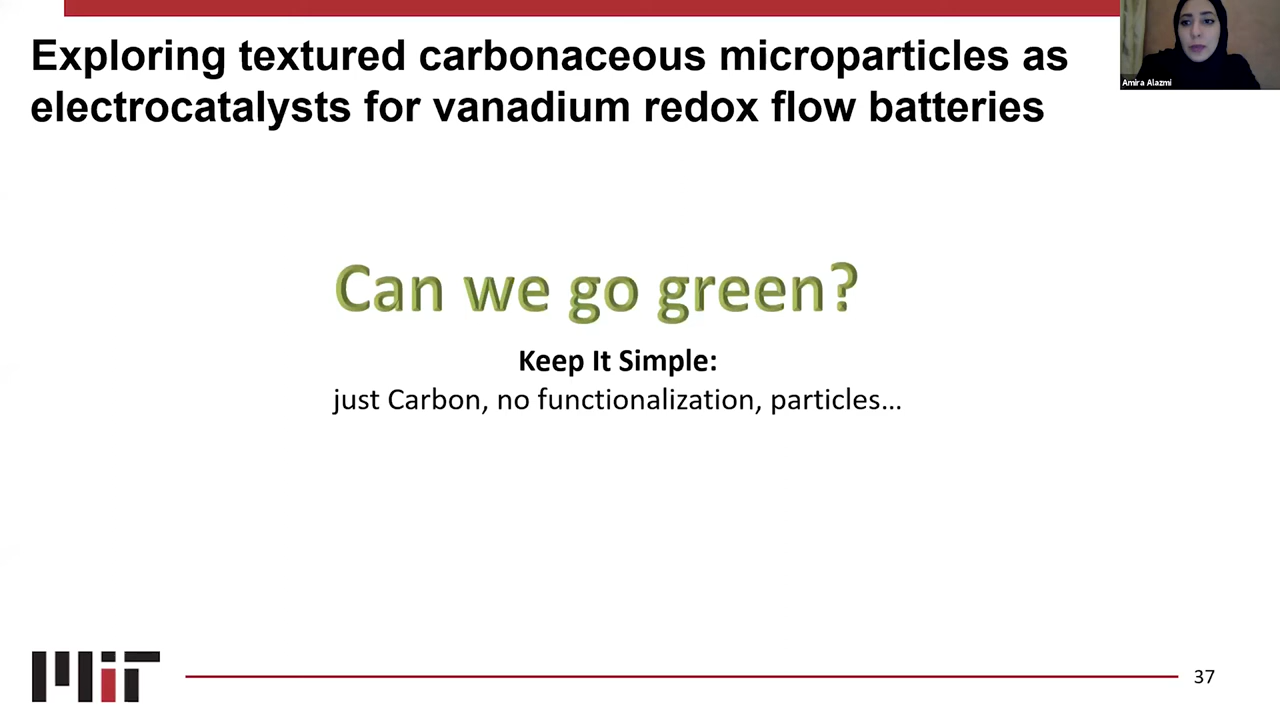 Exploring textured carbonaceous microparticles as
electrocatalysts for vanadium redox flow batteries
Amira Alazmi
Can we go green?
Keep It Simple:
just Carbon, no functionalization, particles...
MIT
37